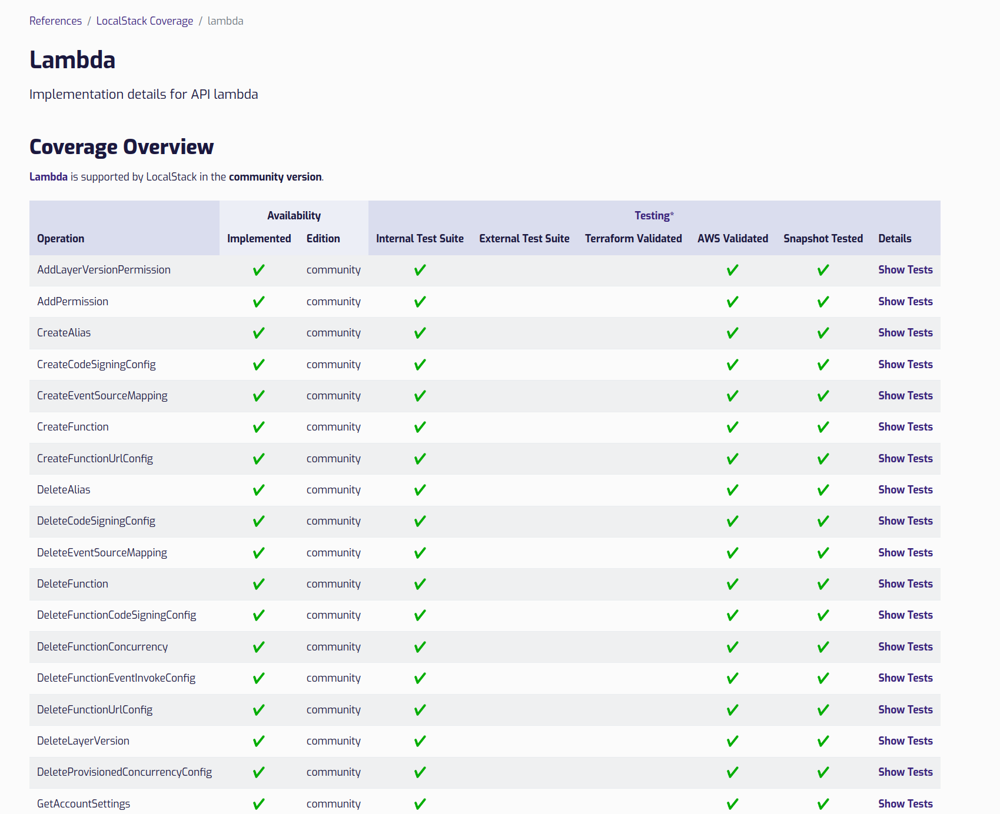 References / LocalStack Coverage / lambda
Lambda
Implementation details for API lambda
Coverage Overview
Lambda is supported by LocalStack in the community version.
Availability Testing*
Operation Implemented Edition Internal Test Suite External Test Suite Terraform Validated AWS Validated Snapshot Tested Details
AddLayerVersionPermission ✔ community ✔ ✔ ✔ Show Tests
AddPermission ✔ community ✔ ✔ ✔ Show Tests
CreateAlias ✔ community ✔ ✔ ✔ Show Tests
CreateCodeSigningConfig ✔ community ✔ ✔ ✔ Show Tests
CreateEventSourceMapping ✔ community ✔ ✔ ✔ Show Tests
CreateFunction ✔ community ✔ ✔ ✔ Show Tests
CreateFunctionUrlConfig ✔ community ✔ ✔ ✔ Show Tests
DeleteAlias ✔ community ✔ ✔ ✔ Show Tests
DeleteCodeSigningConfig ✔ community ✔ ✔ ✔ Show Tests
DeleteEventSourceMapping ✔ community ✔ ✔ ✔ Show Tests
DeleteFunction ✔ community ✔ ✔ ✔ Show Tests
DeleteFunctionCodeSigningConfig ✔ community ✔ ✔ ✔ Show Tests
DeleteFunctionConcurrency ✔ community ✔ ✔ ✔ Show Tests
DeleteFunctionEventInvokeConfig ✔ community ✔ ✔ ✔ Show Tests
DeleteFunctionUrlConfig ✔ community ✔ ✔ ✔ Show Tests
DeleteLayerVersion ✔ community ✔ ✔ ✔ Show Tests
DeleteProvisionedConcurrencyConfig ✔ community ✔ ✔ ✔ Show Tests
GetAccountSettings ✔ community ✔ ✔ ✔ Show Tests